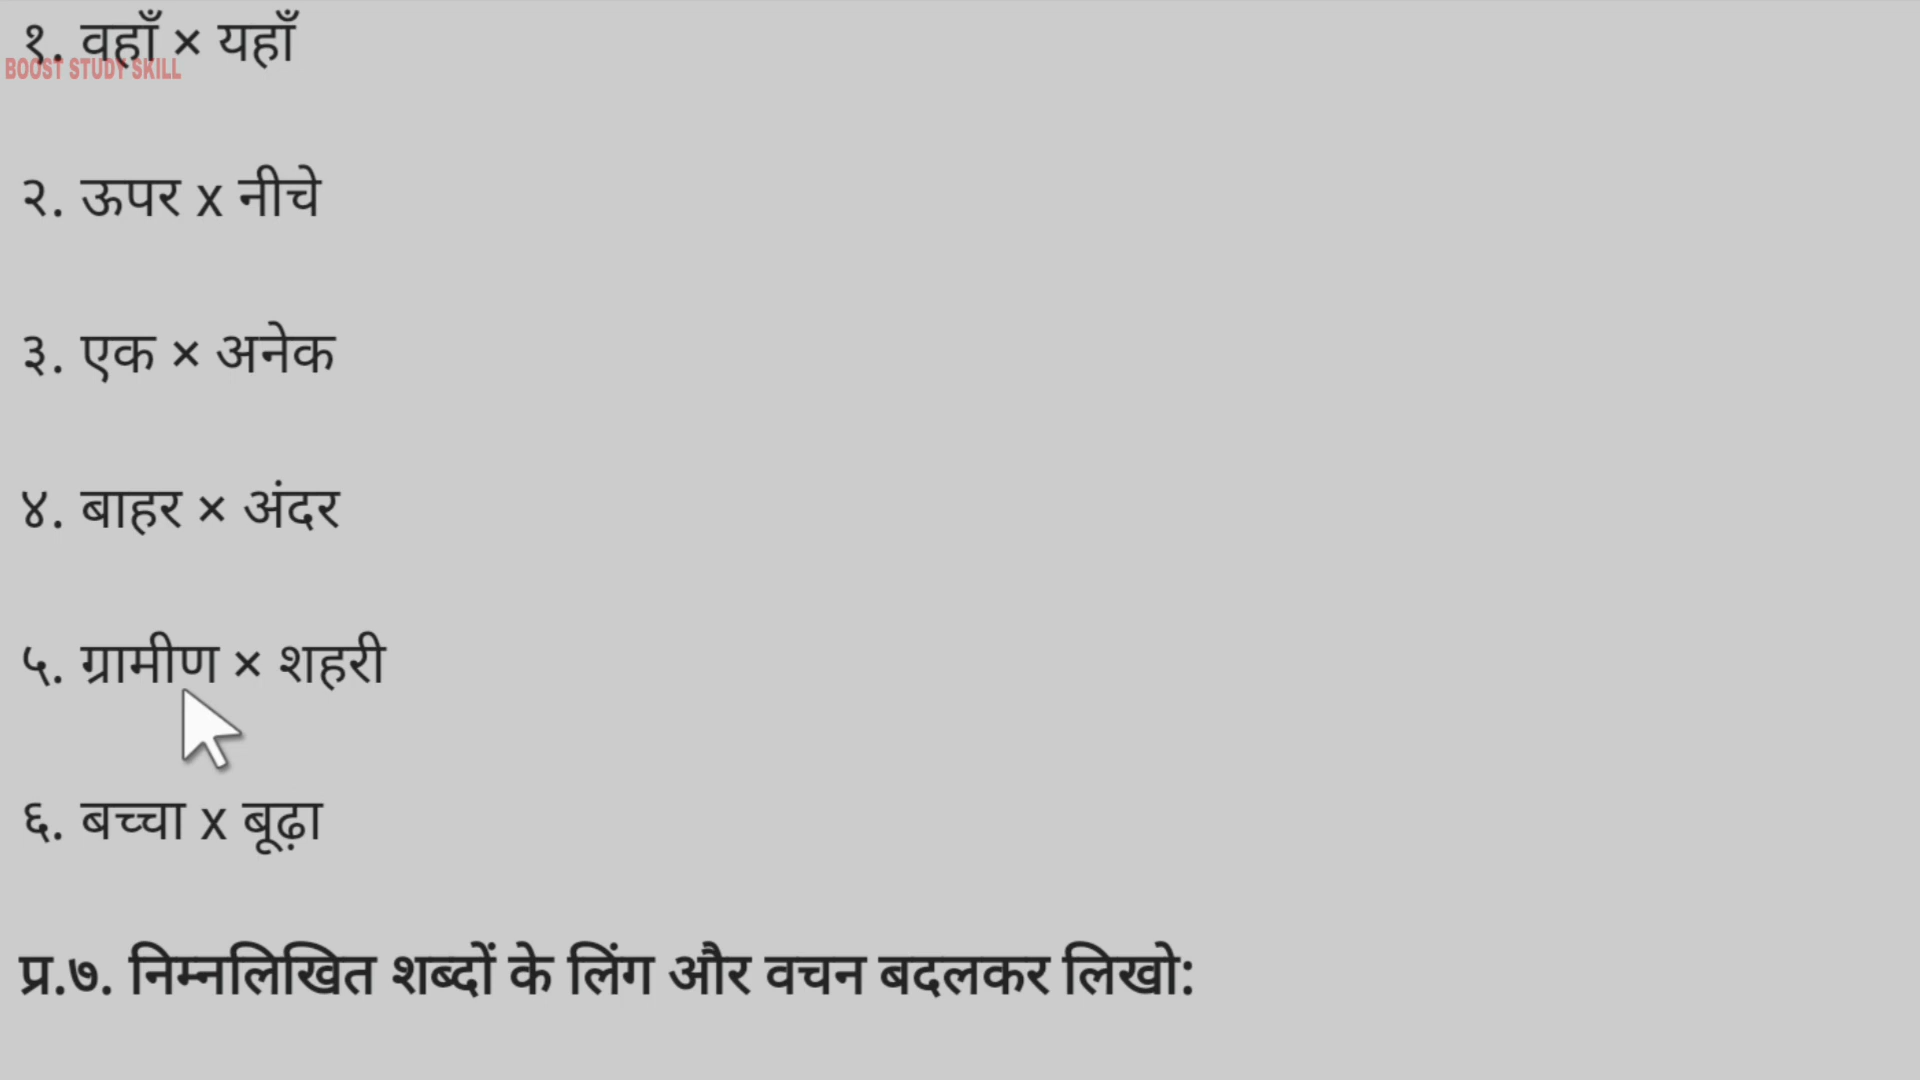 १. वहाँ × यहाँ
BOOST STUDY SKILL
२. ऊपर x नीचे
३. एक × अनेक
४. बाहर × अंदर
५. ग्रामीण × शहरी
६. बच्चा x बूढ़ा
प्र.७. निम्नलिखित शब्दों के लिंग और वचन बदलकर लिखो: